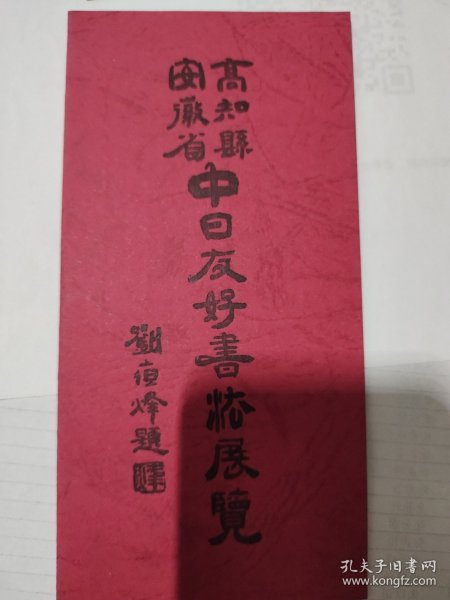 高知縣
安徽省
中日友好書法展覽
劉夜烽題
孔夫子旧书网
www.kongfz.com